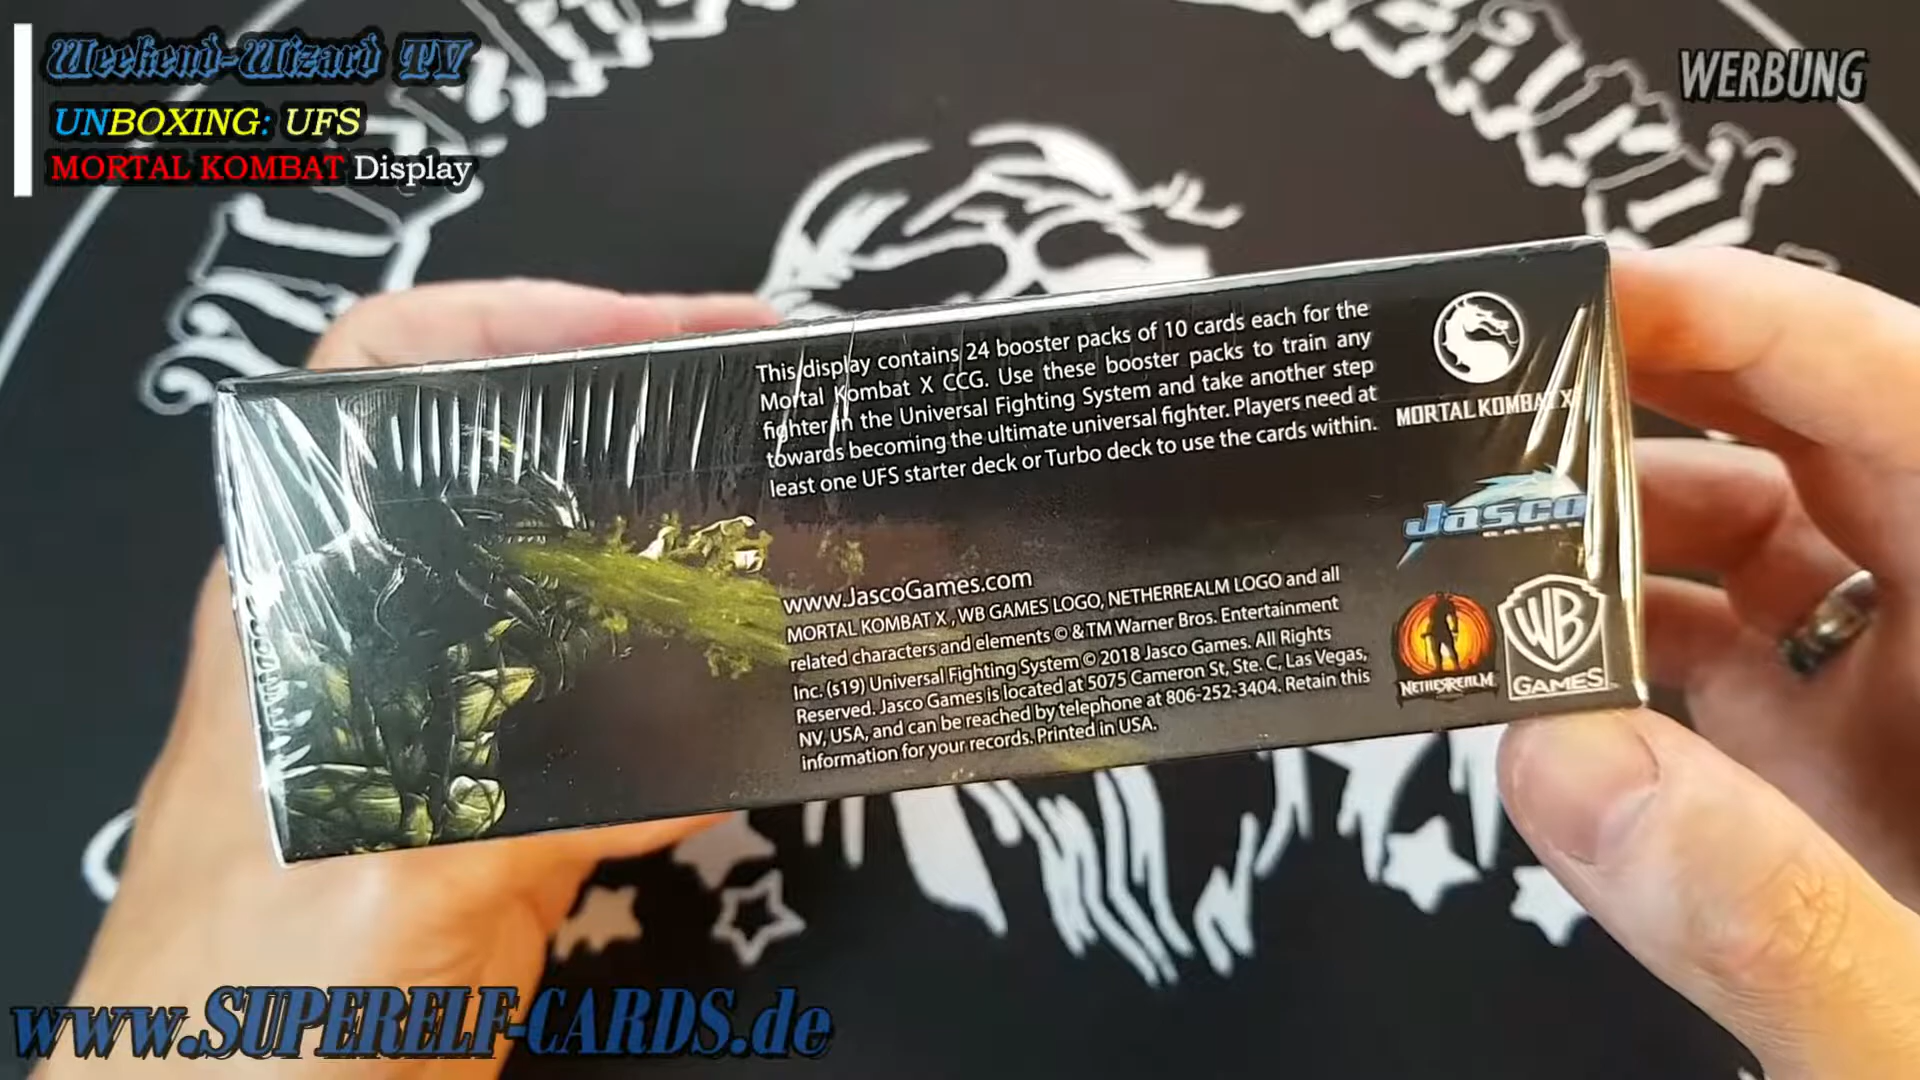 Weekend-Wizard TV
UNBOXING: UFS
MORTAL KOMBAT Display
WERBUNG
This display contains 24 booster packs of 10 cards each for the
Mortal Kombat X CCG. Use these booster packs to train any
fighter in the Universal Fighting System and take another step
towards becoming the ultimate universal fighter. Players need at
least one UFS starter deck or Turbo deck to use the cards within.
MORTAL KOMBAT X
Jasco
www.JascoGames.com
MORTAL KOMBAT X , WB GAMES LOGO, NETHERREALM LOGO and all
related characters and elements © & TM Warner Bros. Entertainment
Inc. (s19) Universal Fighting System © 2018 Jasco Games. All Rights
Reserved. Jasco Games is located at 5075 Cameron St, Ste. C, Las Vegas,
NV, USA, and can be reached by telephone at 806-252-3404. Retain this
information for your records. Printed in USA.
NETHERREALM
WB
GAMES
www.SUPERELF-CARDS.de